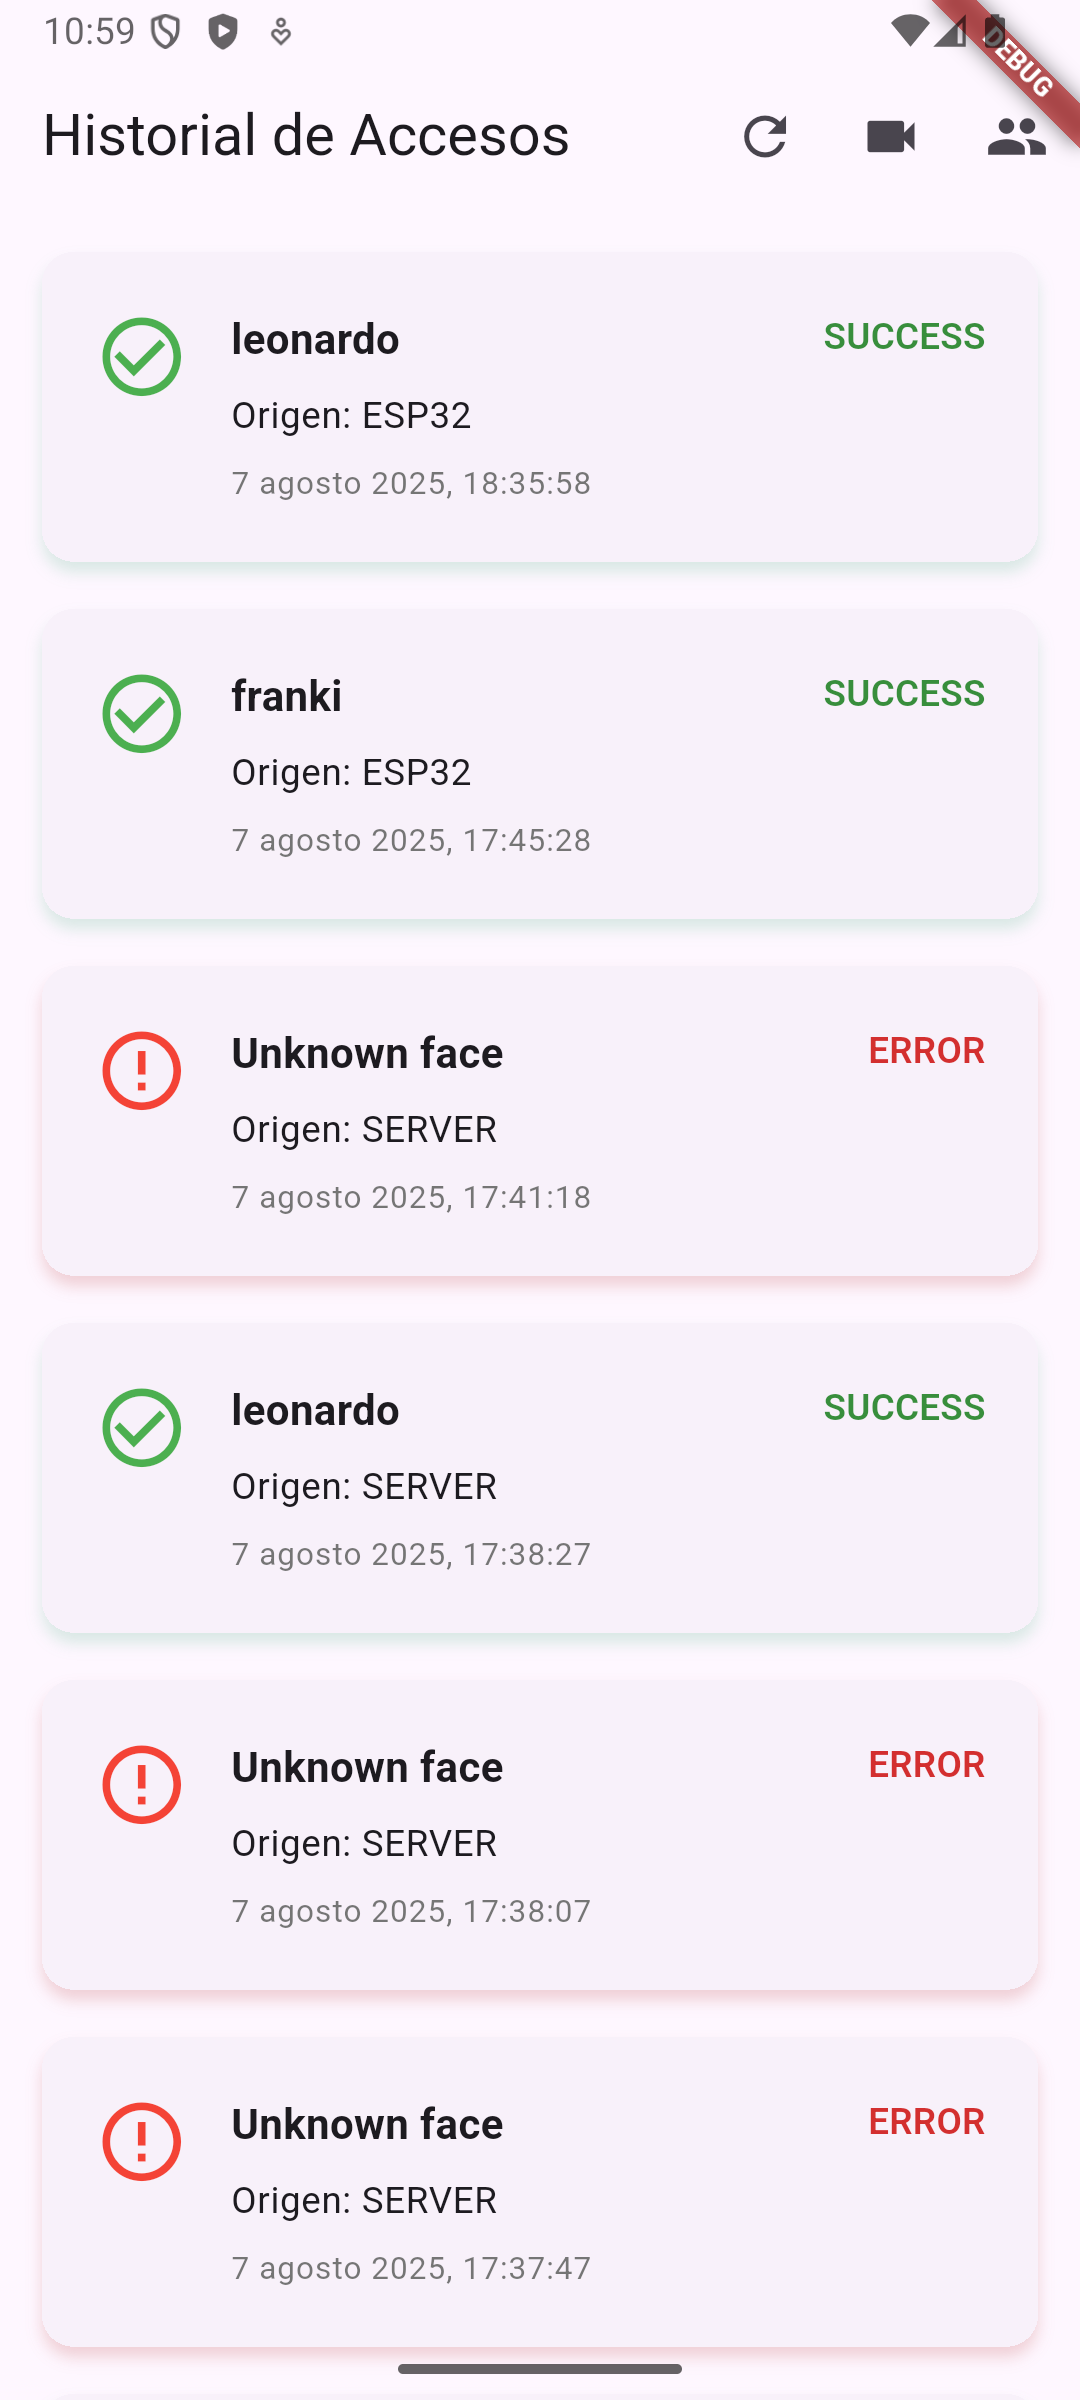 10:59
DEBUG
Historial de Accesos
leonardo
SUCCESS
Origen: ESP32
7 agosto 2025, 18:35:58
franki
SUCCESS
Origen: ESP32
7 agosto 2025, 17:45:28
Unknown face
ERROR
Origen: SERVER
7 agosto 2025, 17:41:18
leonardo
SUCCESS
Origen: SERVER
7 agosto 2025, 17:38:27
Unknown face
ERROR
Origen: SERVER
7 agosto 2025, 17:38:07
Unknown face
ERROR
Origen: SERVER
7 agosto 2025, 17:37:47